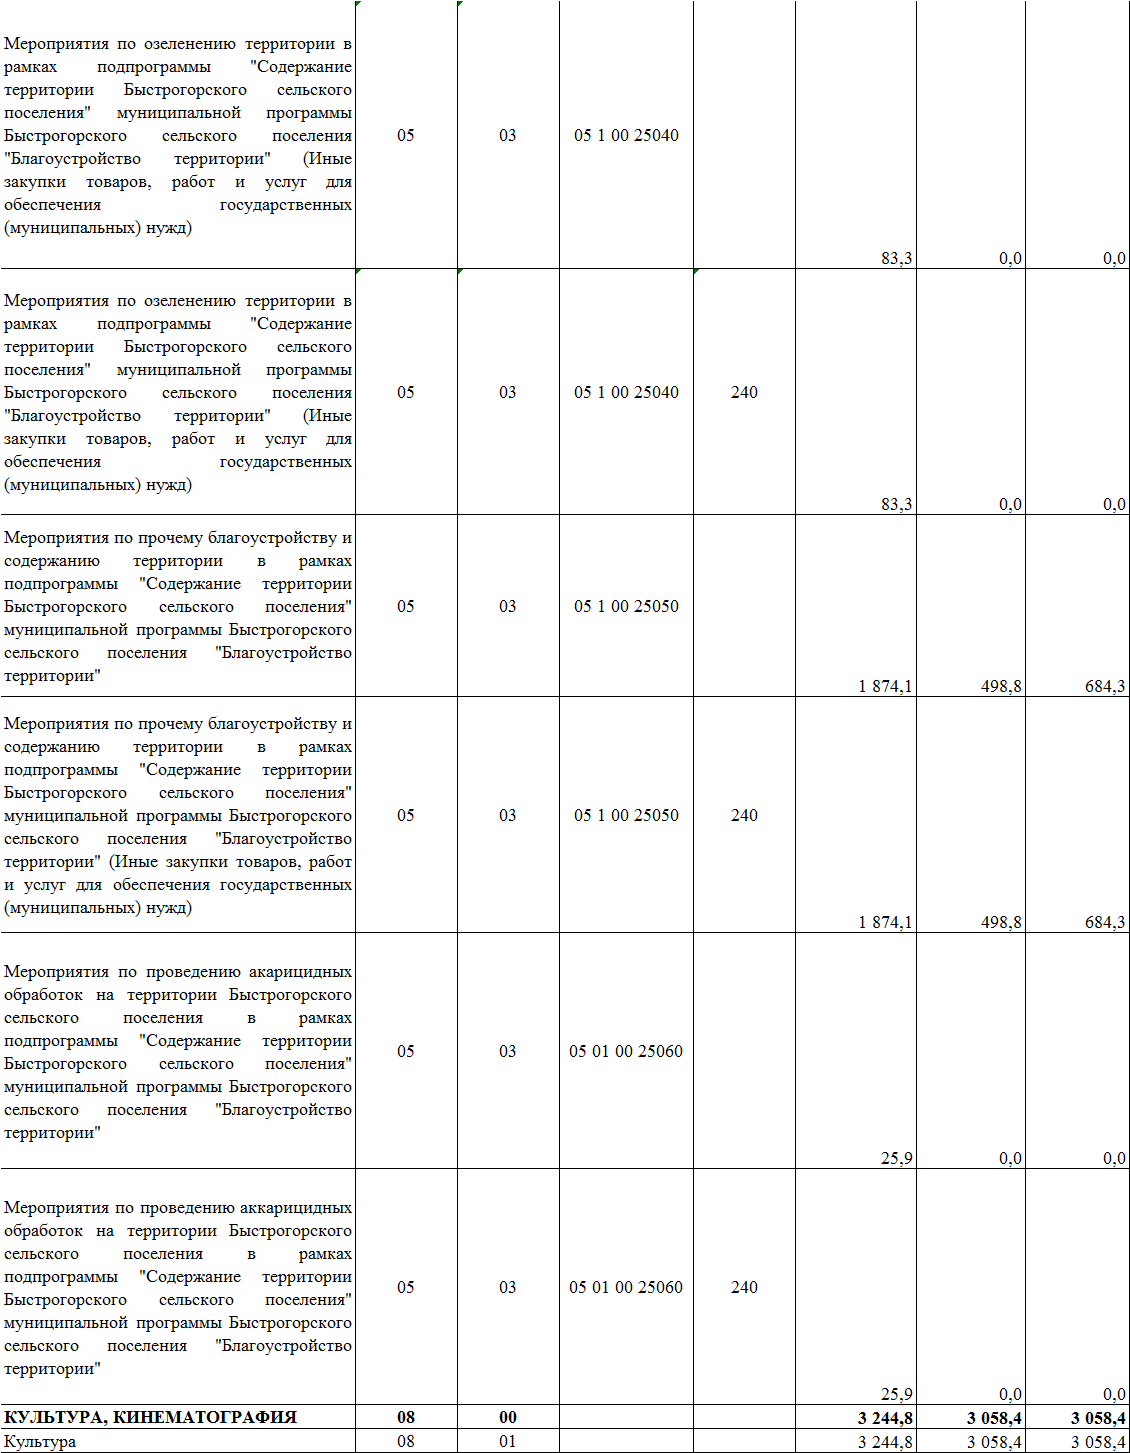 Мероприятия по озеленению территории в
рамках подпрограммы "Содержание
территории Быстрогорского сельского
поселения" муниципальной программы
Быстрогорского сельского поселения
"Благоустройство территории" (Иные
закупки товаров, работ и услуг для
обеспечения государственных
(муниципальных) нужд)
05 03 05 1 00 25040
83,3 0,0 0,0
Мероприятия по озеленению территории в
рамках подпрограммы "Содержание
территории Быстрогорского сельского
поселения" муниципальной программы
Быстрогорского сельского поселения
"Благоустройство территории" (Иные
закупки товаров, работ и услуг для
обеспечения государственных
(муниципальных) нужд)
05 03 05 1 00 25040 240
83,3 0,0 0,0
Мероприятия по прочему благоустройству и
содержанию территории в рамках
подпрограммы "Содержание территории
Быстрогорского сельского поселения"
муниципальной программы Быстрогорского
сельского поселения "Благоустройство
территории"
05 03 05 1 00 25050
1 874,1 498,8 684,3
Мероприятия по прочему благоустройству и
содержанию территории в рамках
подпрограммы "Содержание территории
Быстрогорского сельского поселения"
муниципальной программы Быстрогорского
сельского поселения "Благоустройство
территории" (Иные закупки товаров, работ
и услуг для обеспечения государственных
(муниципальных) нужд)
05 03 05 1 00 25050 240
1 874,1 498,8 684,3
Мероприятия по проведению акарицидных
обработок на территории Быстрогорского
сельского поселения в рамках
подпрограммы "Содержание территории
Быстрогорского сельского поселения"
муниципальной программы Быстрогорского
сельского поселения "Благоустройство
территории"
05 03 05 01 00 25060
25,9 0,0 0,0
Мероприятия по проведению аккарицидных
обработок на территории Быстрогорского
сельского поселения в рамках
подпрограммы "Содержание территории
Быстрогорского сельского поселения"
муниципальной программы Быстрогорского
сельского поселения "Благоустройство
территории"
05 03 05 01 00 25060 240
25,9 0,0 0,0
КУЛЬТУРА, КИНЕМАТОГРАФИЯ 08 00 3 244,8 3 058,4 3 058,4
Культура 08 01 3 244,8 3 058,4 3 058,4